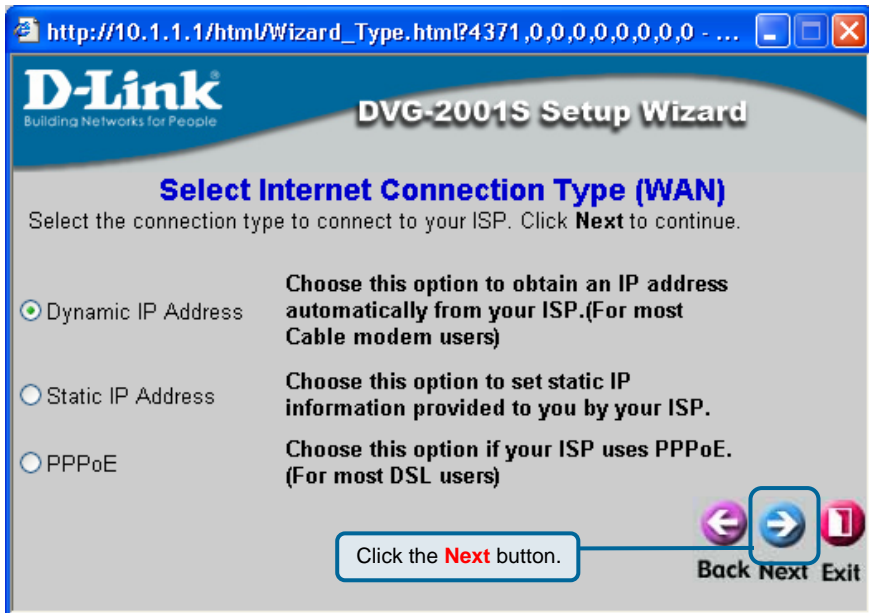 http://10.1.1.1/html/Wizard_Type.html?4371,0,0,0,0,0,0,0,0 - ...
D-Link
Building Networks for People
DVG-2001S Setup Wizard
Select Internet Connection Type (WAN)
Select the connection type to connect to your ISP. Click Next to continue.
Dynamic IP Address
Choose this option to obtain an IP address
automatically from your ISP.(For most
Cable modem users)
Static IP Address
Choose this option to set static IP
information provided to you by your ISP.
PPPoE
Choose this option if your ISP uses PPPoE.
(For most DSL users)
Click the Next button.
Back Next Exit